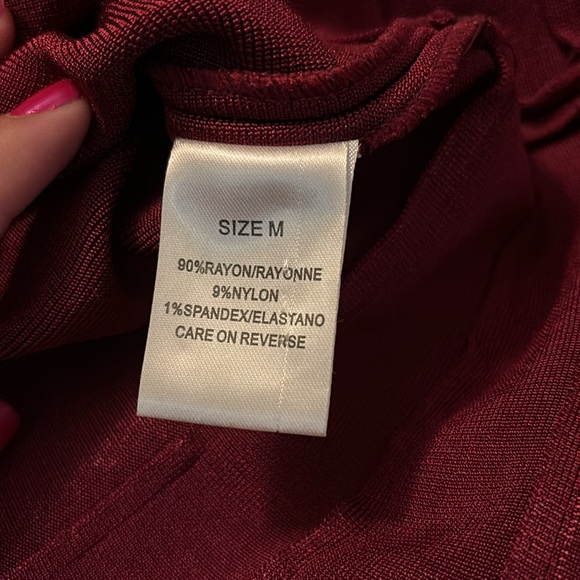 SIZE M
90%RAYON/RAYONNE
9%NYLON
1%SPANDEX/ELASTANO
CARE ON REVERSE